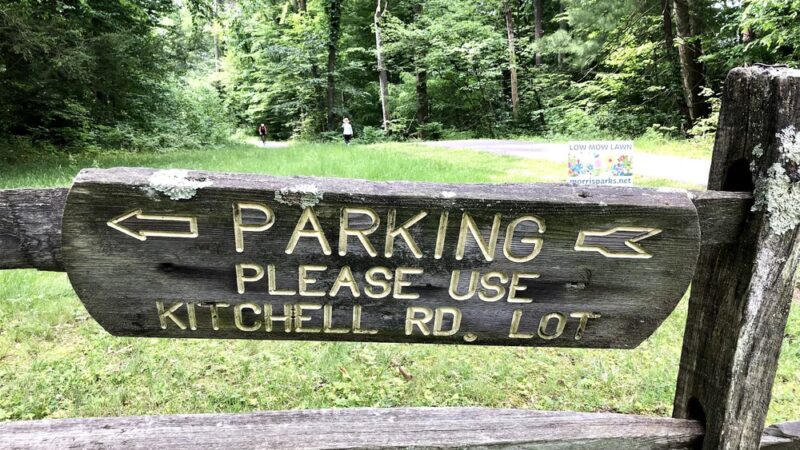 LOW MOW LAWN
morrisparks.net
PARKING
PLEASE USE
KITCHELL RD. LOT